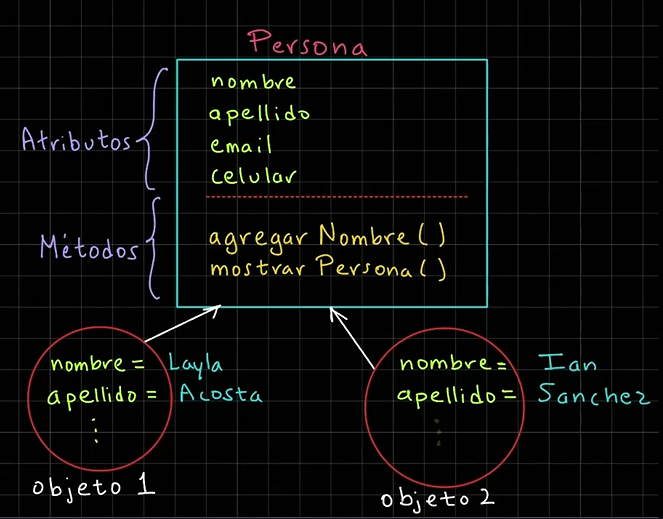 Persona
nombre
apellido
email
celular
Atributos
agregar Nombre ( )
mostrar Persona ( )
Métodos
nombre = Layla
apellido = Acosta
objeto 1
nombre = Ian
apellido = Sanchez
objeto 2